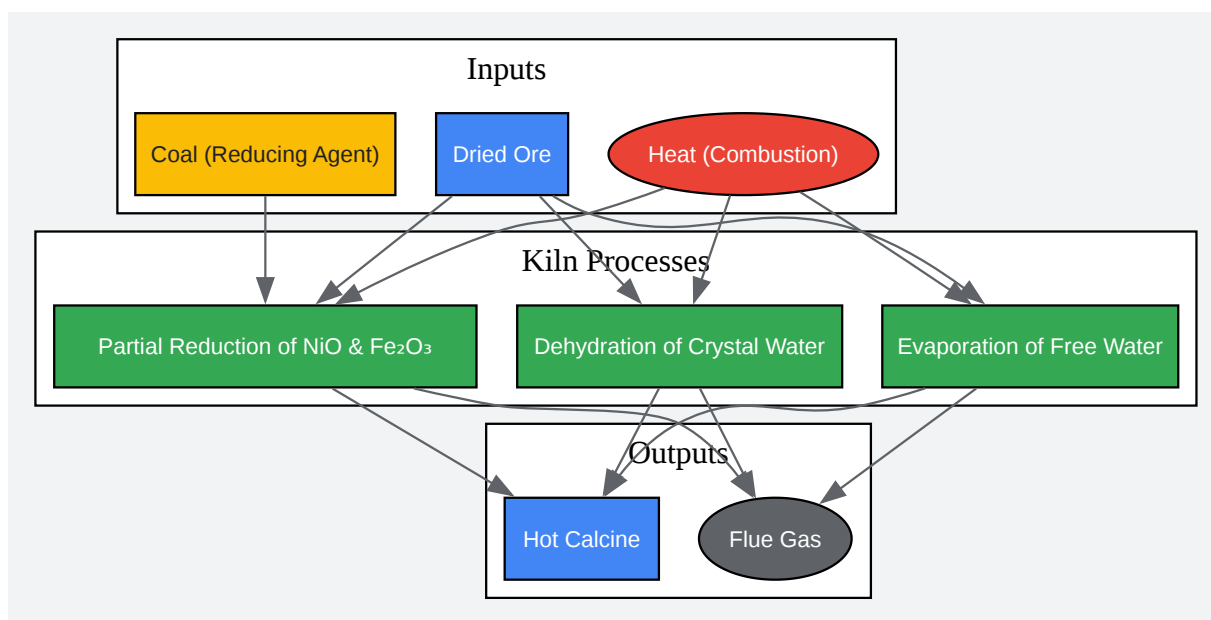 Inputs
Coal (Reducing Agent)
Dried Ore
Heat (Combustion)
Kiln Processes
Partial Reduction of NiO & Fe₂O₃
Dehydration of Crystal Water
Evaporation of Free Water
Outputs
Hot Calcine
Flue Gas